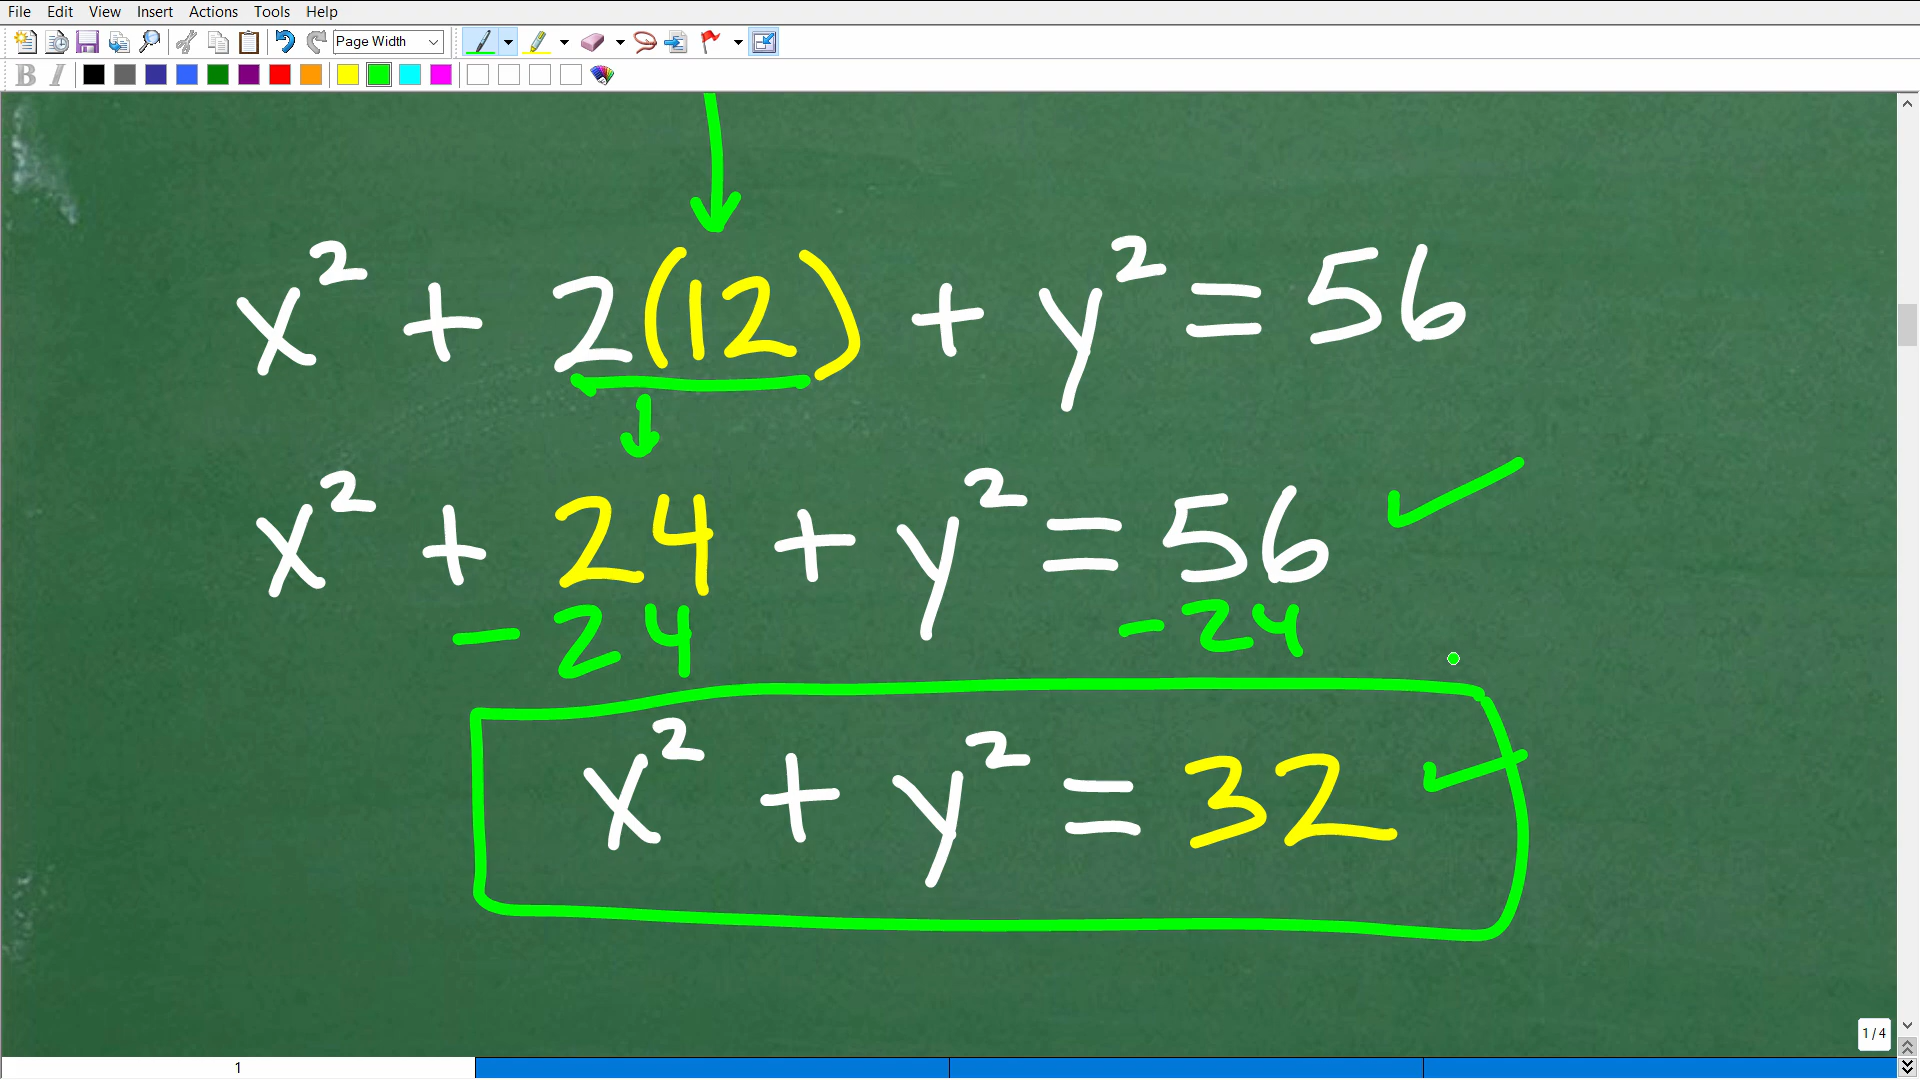 File Edit View Insert Actions Tools Help
Page Width
B I
x² + 2(12) + y² = 56
x² + 24 + y² = 56
- 24 - 24
x² + y² = 32
1 / 4
1